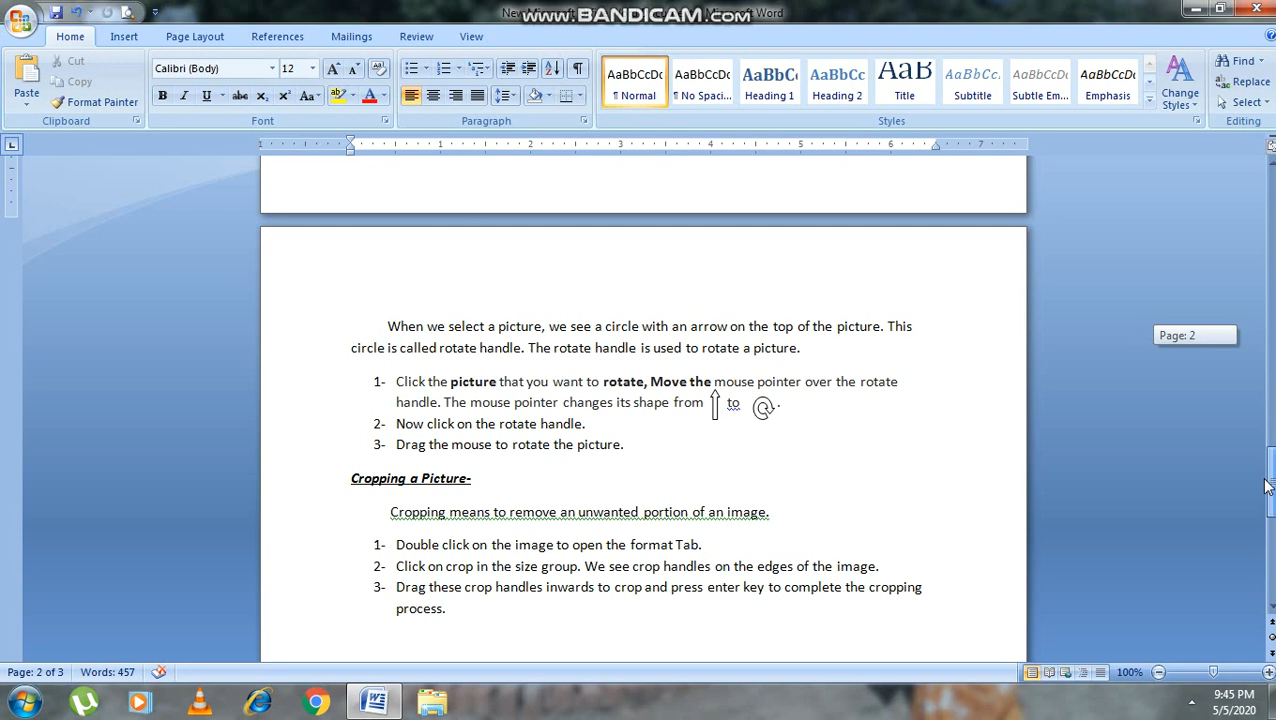 www.BANDICAM.com
Home
Insert
Page Layout
References
Mailings
Review
View
Paste
Cut
Copy
Format Painter
Clipboard
Calibri (Body)
12
Font
Paragraph
AaBbCcDc
¶ Normal
AaBbCcDc
¶ No Spaci...
AaBbCc
Heading 1
AaBbCc
Heading 2
AaB
Title
AaBbCc.
Subtitle
AaBbCcDc
Subtle Em...
AaBbCcDc
Emphasis
Change
Styles
Styles
Find
Replace
Select
Editing
When we select a picture, we see a circle with an arrow on the top of the picture. This
circle is called rotate handle. The rotate handle is used to rotate a picture.
1- Click the picture that you want to rotate, Move the mouse pointer over the rotate
handle. The mouse pointer changes its shape from to .
2- Now click on the rotate handle.
3- Drag the mouse to rotate the picture.
Cropping a Picture-
Cropping means to remove an unwanted portion of an image.
1- Double click on the image to open the format Tab.
2- Click on crop in the size group. We see crop handles on the edges of the image.
3- Drag these crop handles inwards to crop and press enter key to complete the cropping
process.
Page: 2
Page: 2 of 3
Words: 457
100%
9:45 PM
5/5/2020